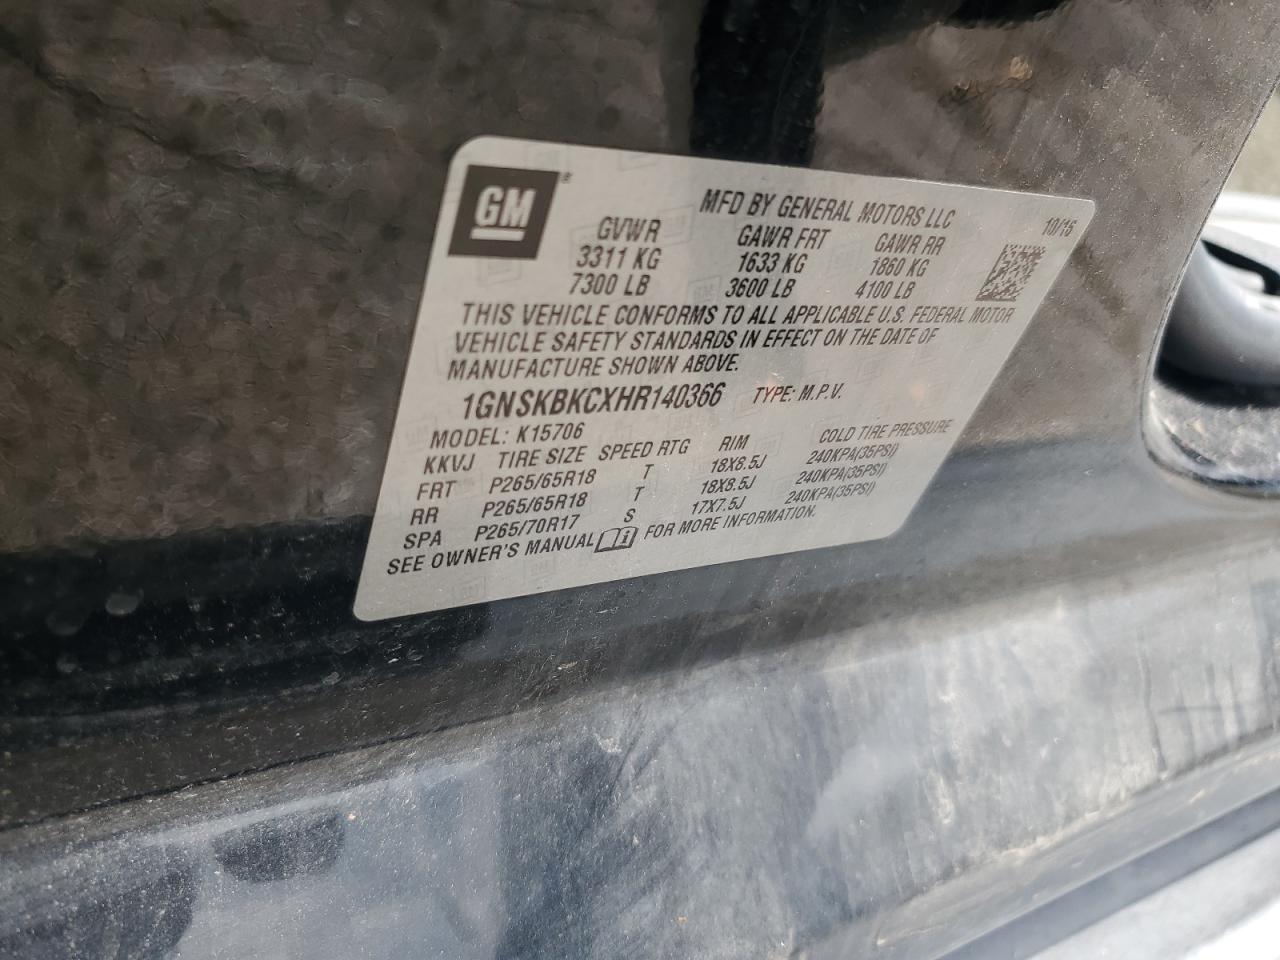 GM ®
MFD BY GENERAL MOTORS LLC
10/15
GVWR GAWR FRT GAWR RR
3311 KG 1633 KG 1860 KG
7300 LB 3600 LB 4100 LB
THIS VEHICLE CONFORMS TO ALL APPLICABLE U.S. FEDERAL MOTOR
VEHICLE SAFETY STANDARDS IN EFFECT ON THE DATE OF
MANUFACTURE SHOWN ABOVE.
1GNSKBKCXHR140366 TYPE: M.P.V.
MODEL: K15706
KKVJ TIRE SIZE SPEED RTG RIM COLD TIRE PRESSURE
FRT P265/65R18 T 18X8.5J 240KPA(35PSI)
RR P265/65R18 T 18X8.5J 240KPA(35PSI)
SPA P265/70R17 S 17X7.5J 240KPA(35PSI)
SEE OWNER'S MANUAL i FOR MORE INFORMATION.